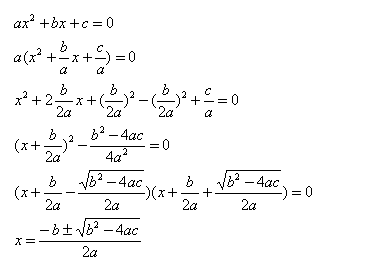 ax² + bx + c = 0
a(x² + b/a x + c/a) = 0
x² + 2 b/2a x + (b/2a)² − (b/2a)² + c/a = 0
(x + b/2a)² − b² − 4ac/4a² = 0
(x + b/2a − √b² − 4ac/2a)(x + b/2a + √b² − 4ac/2a) = 0
x = −b ± √b² − 4ac/2a